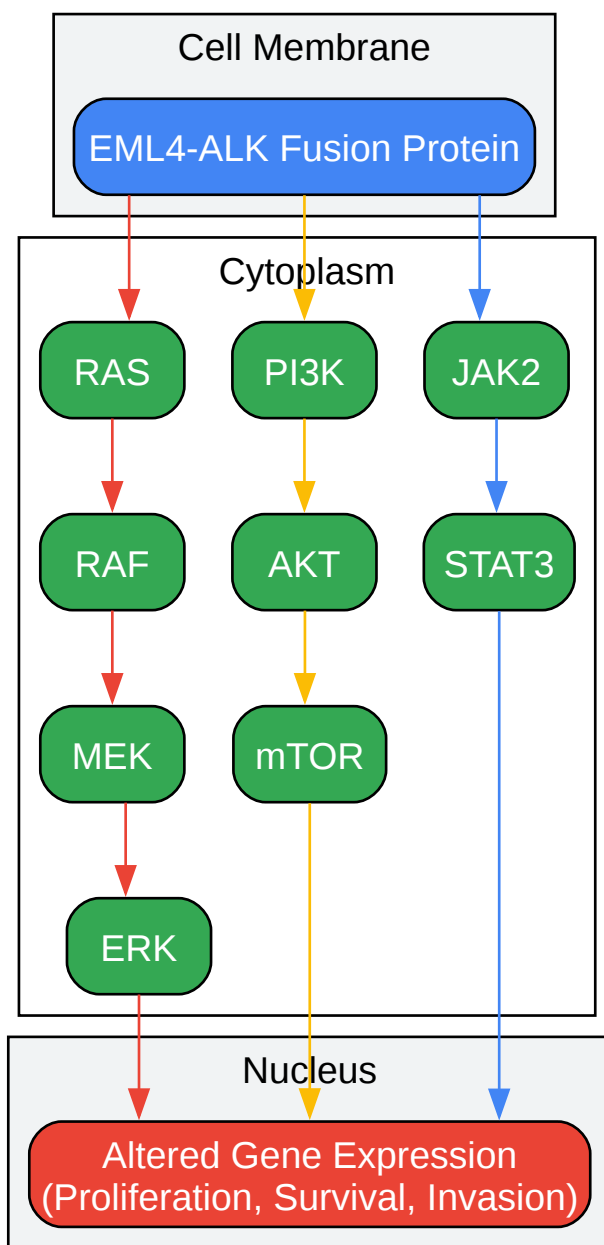 Cell Membrane
EML4-ALK Fusion Protein
Cytoplasm
RAS
PI3K
JAK2
RAF
AKT
STAT3
MEK
mTOR
ERK
Nucleus
Altered Gene Expression
(Proliferation, Survival, Invasion)